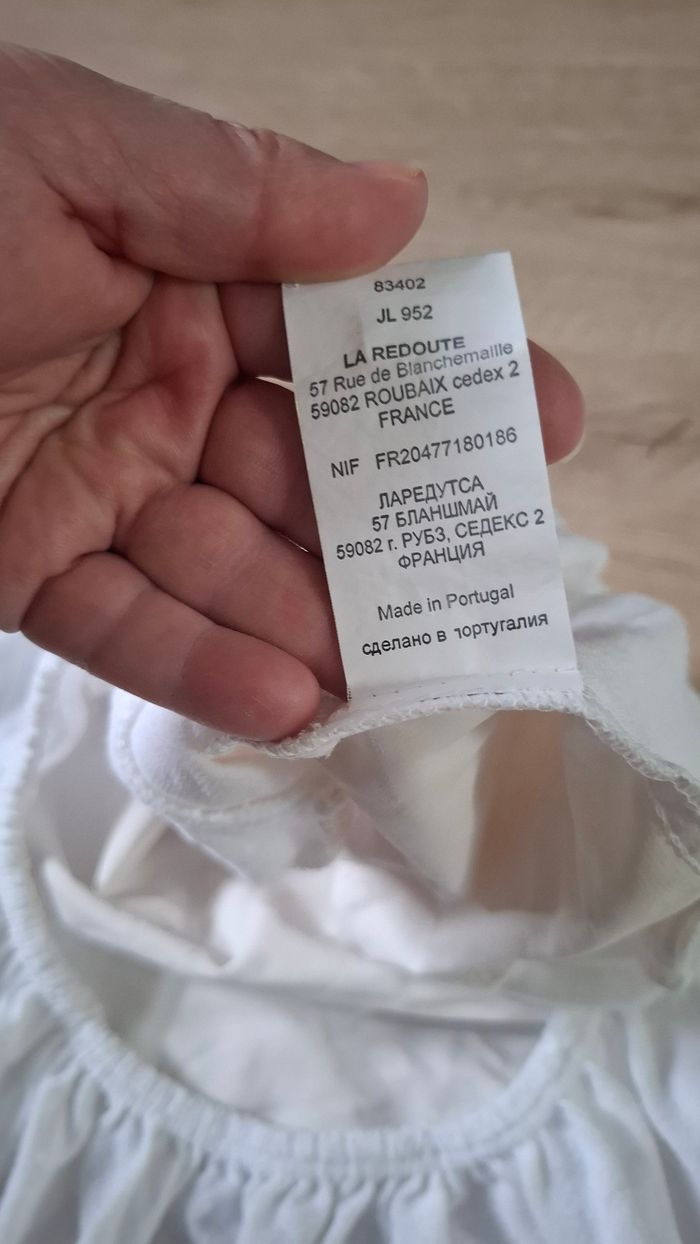 83402
JL 952
LA REDOUTE
57 Rue de Blanchemaille
59082 ROUBAIX cedex 2
FRANCE
NIF FR20477180186
ЛАРЕДУТСА
57 БЛАНШМАЙ
59082 г. РУБЗ, СЕДЕКС 2
ФРАНЦИЯ
Made in Portugal
сделано в португалия